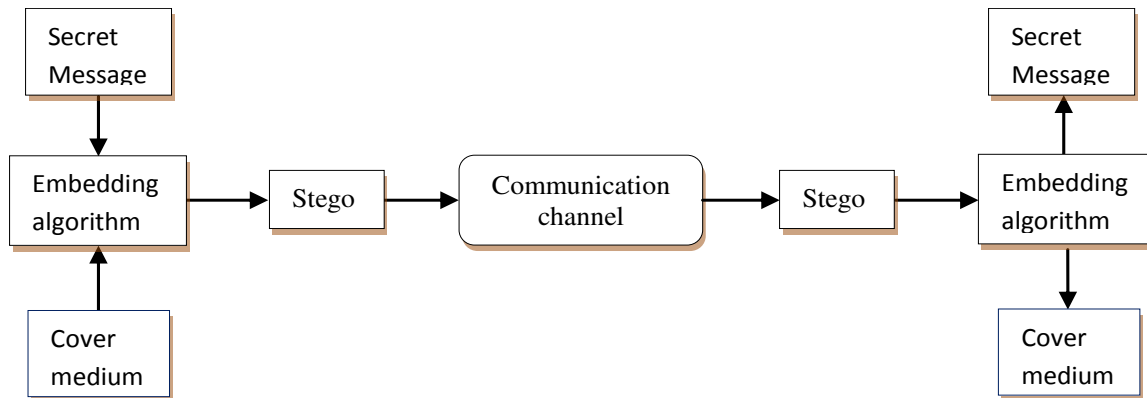 Secret
Message
Secret
Message
Embedding
algorithm
Stego
Communication
channel
Stego
Embedding
algorithm
Cover
medium
Cover
medium